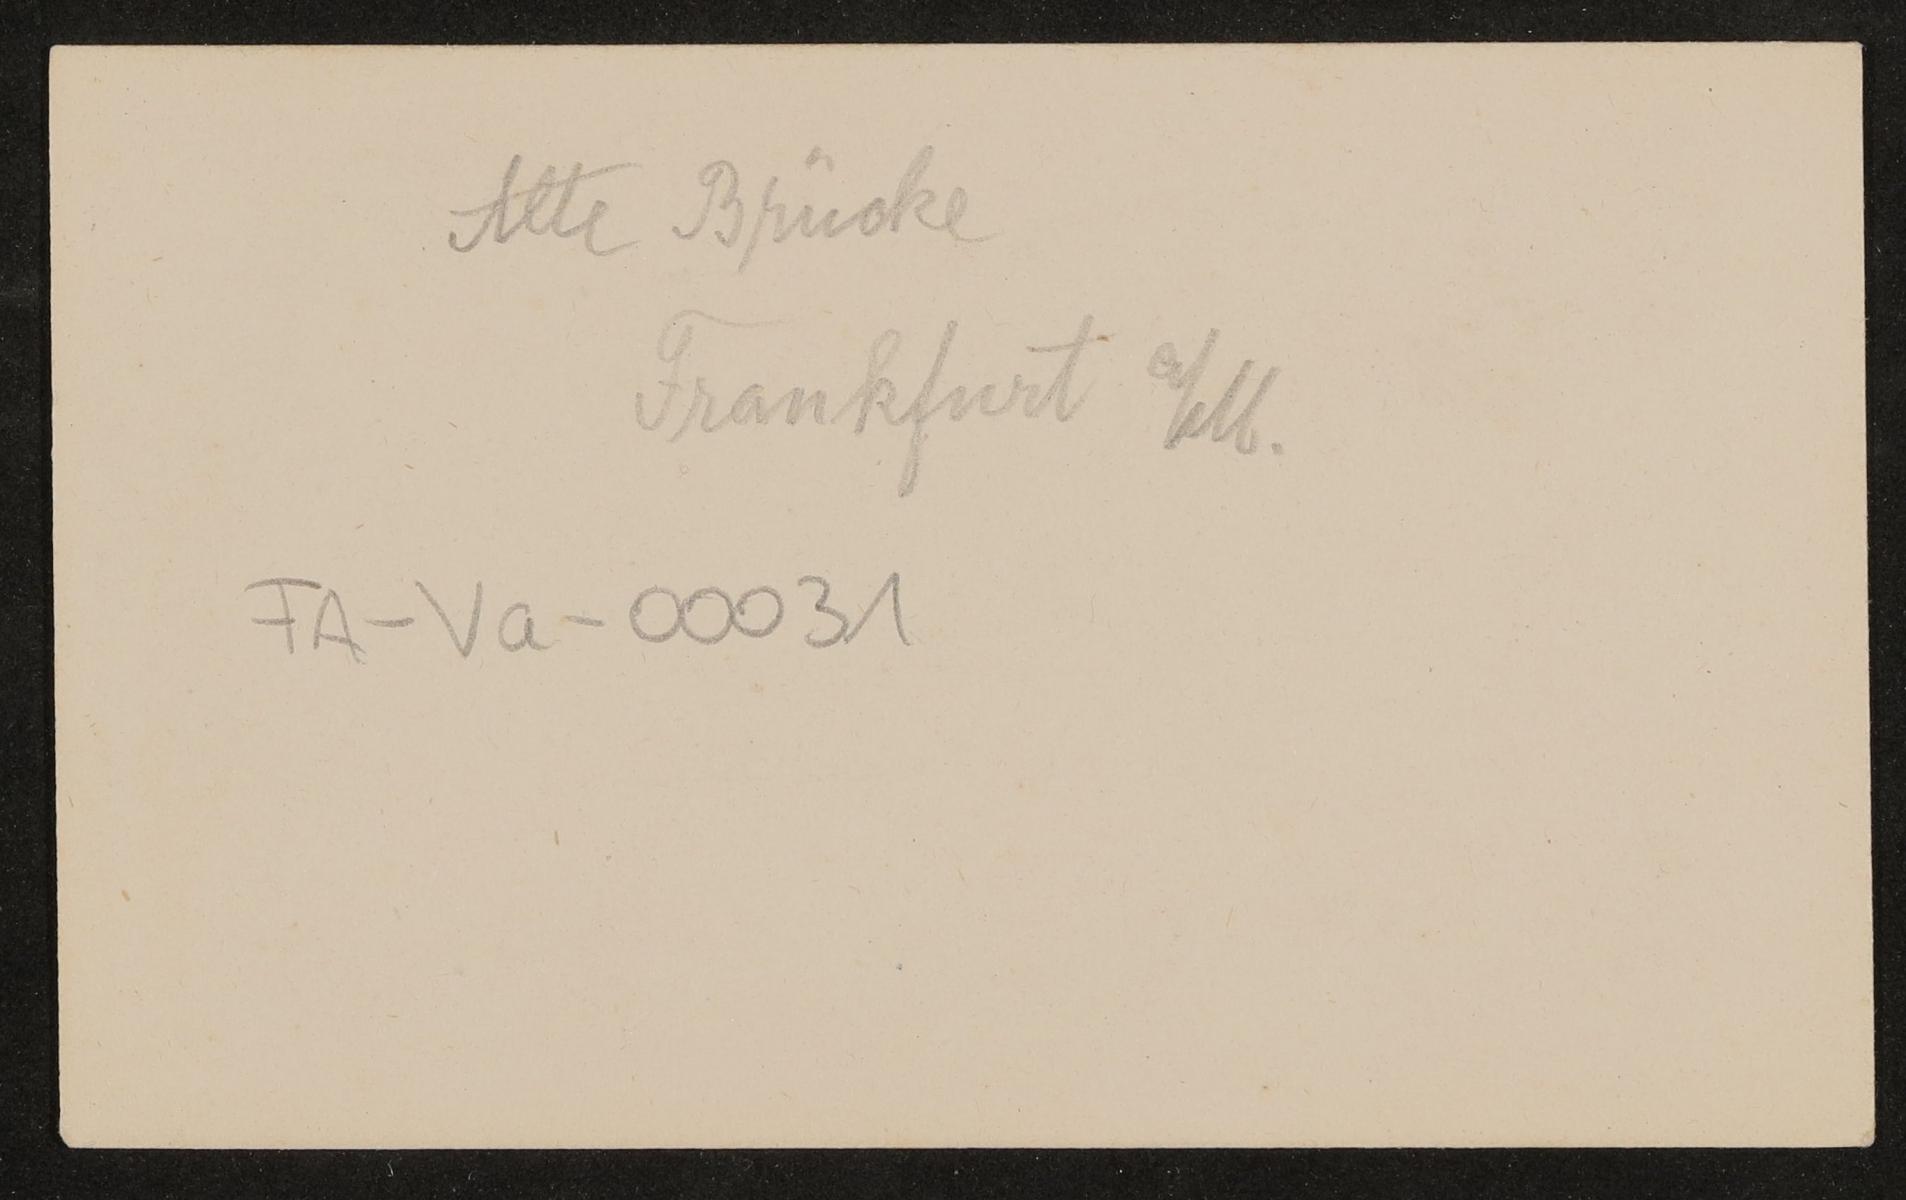 Alte Brücke
Frankfurt a/M.
FA-Va-00031